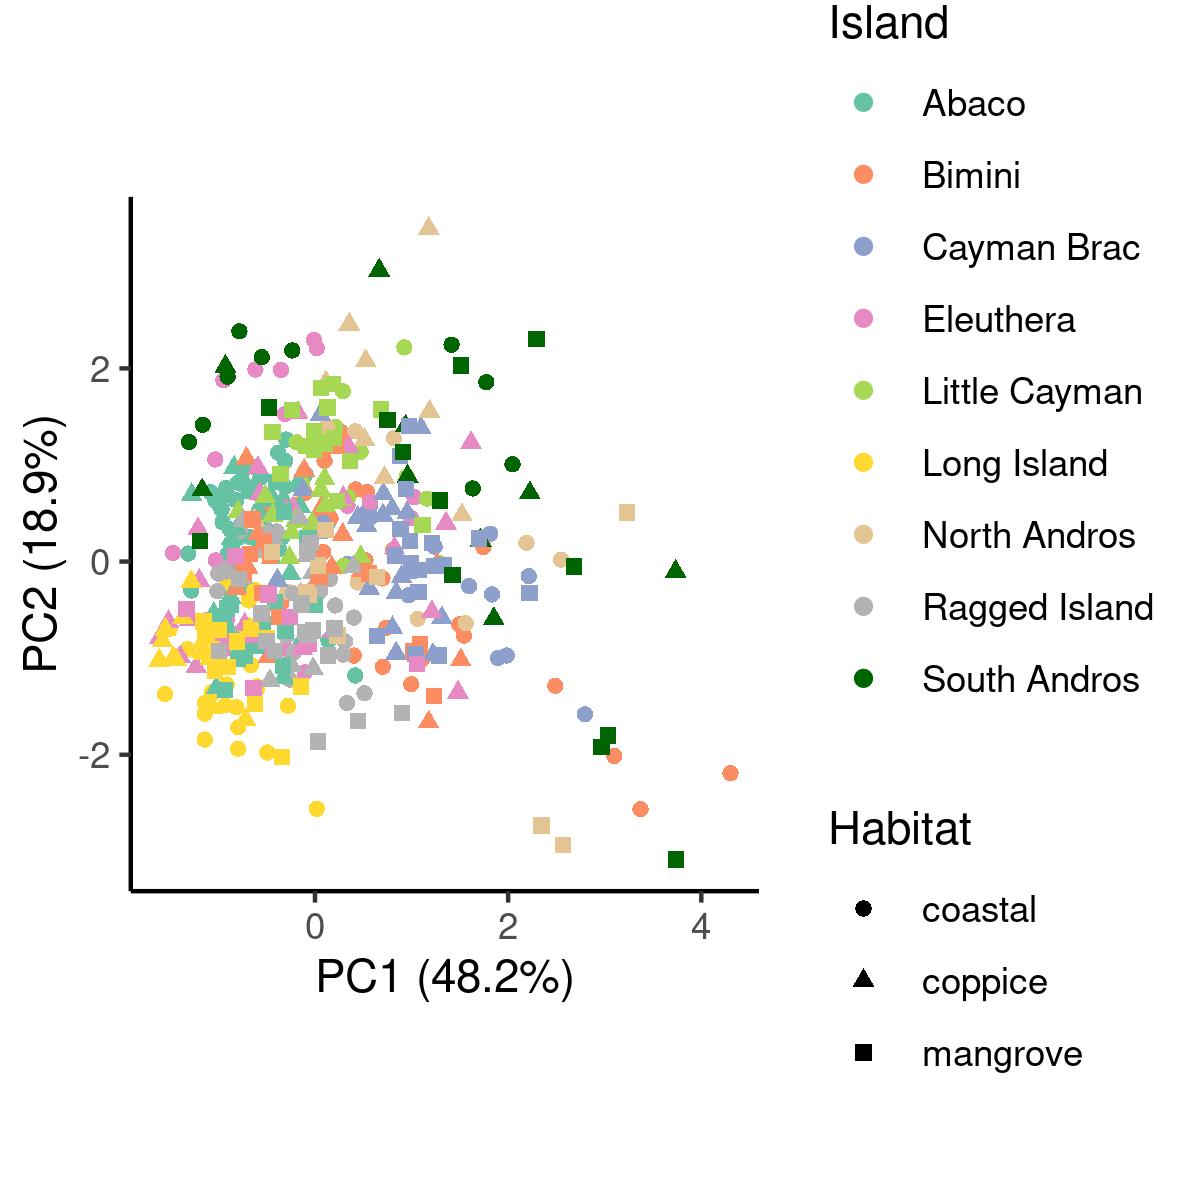 Island
Abaco
Bimini
Cayman Brac
Eleuthera
Little Cayman
Long Island
North Andros
Ragged Island
South Andros
Habitat
coastal
coppice
mangrove
PC2 (18.9%)
2
0
-2
0 2 4
PC1 (48.2%)